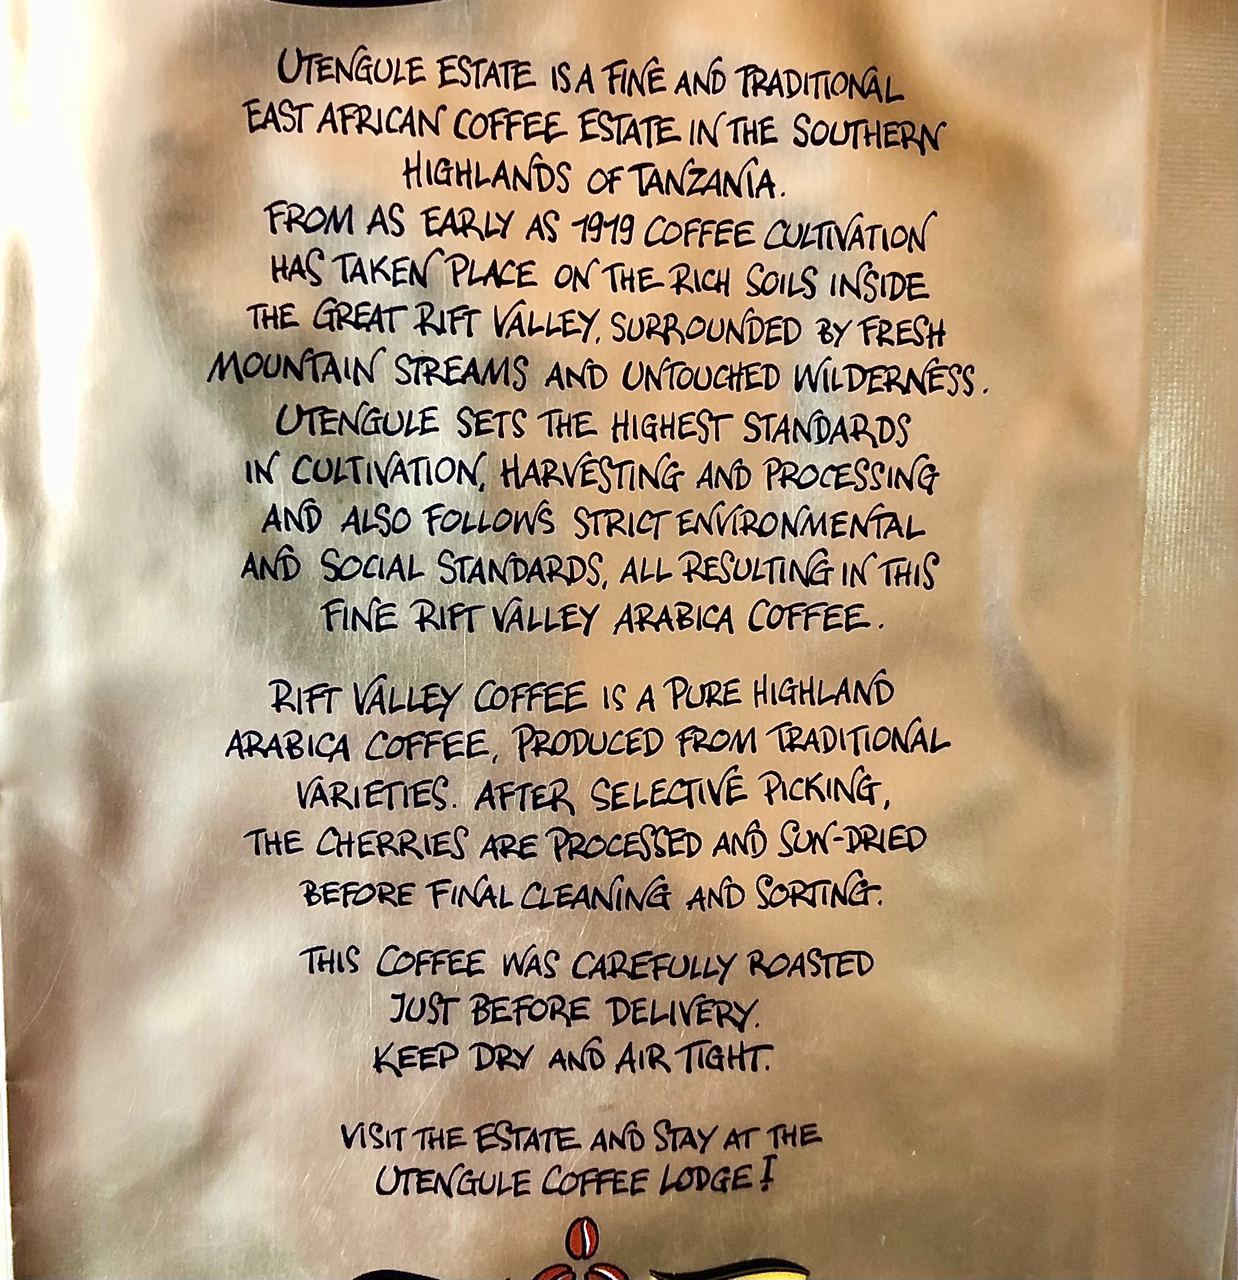 UTENGULE ESTATE IS A FINE AND TRADITIONAL
EAST AFRICAN COFFEE ESTATE IN THE SOUTHERN
HIGHLANDS OF TANZANIA.
FROM AS EARLY AS 1919 COFFEE CULTIVATION
HAS TAKEN PLACE ON THE RICH SOILS INSIDE
THE GREAT RIFT VALLEY, SURROUNDED BY FRESH
MOUNTAIN STREAMS AND UNTOUCHED WILDERNESS.
UTENGULE SETS THE HIGHEST STANDARDS
IN CULTIVATION, HARVESTING AND PROCESSING
AND ALSO FOLLOWS STRICT ENVIRONMENTAL
AND SOCIAL STANDARDS, ALL RESULTING IN THIS
FINE RIFT VALLEY ARABICA COFFEE.
RIFT VALLEY COFFEE IS A PURE HIGHLAND
ARABICA COFFEE, PRODUCED FROM TRADITIONAL
VARIETIES. AFTER SELECTIVE PICKING,
THE CHERRIES ARE PROCESSED AND SUN-DRIED
BEFORE FINAL CLEANING AND SORTING.
THIS COFFEE WAS CAREFULLY ROASTED
JUST BEFORE DELIVERY.
KEEP DRY AND AIR TIGHT.
VISIT THE ESTATE AND STAY AT THE
UTENGULE COFFEE LODGE!